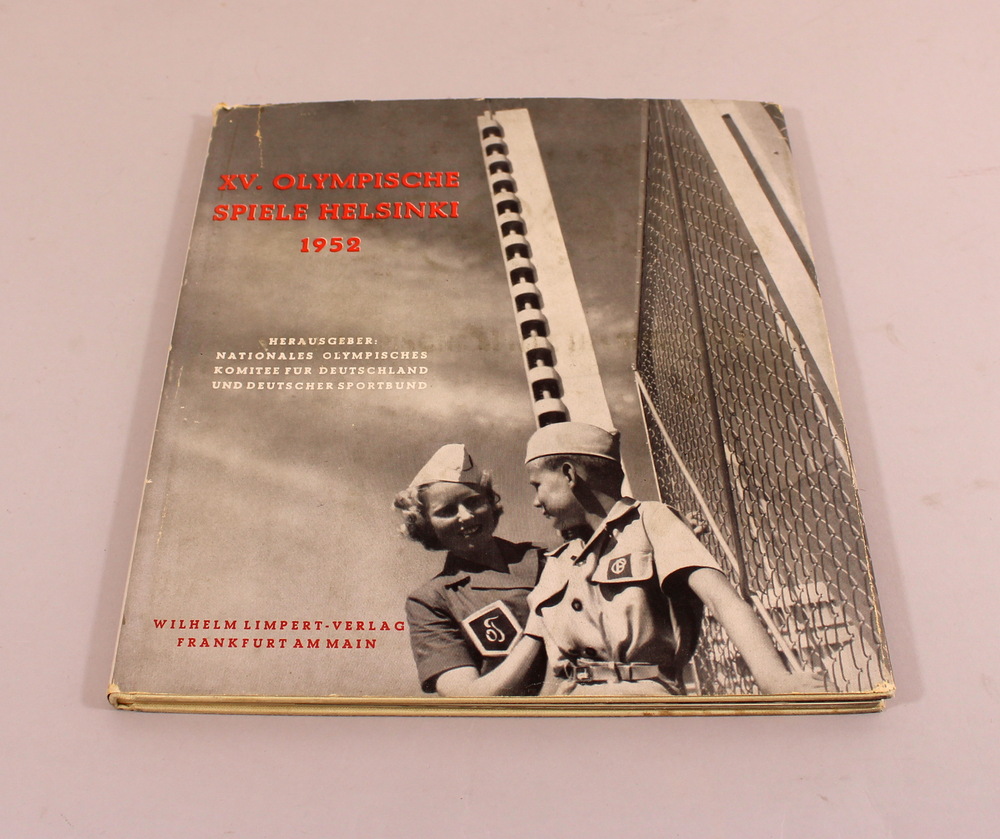 XV. OLYMPISCHE
SPIELE HELSINKI
1952
HERAUSGEBER:
NATIONALES OLYMPISCHES
KOMITEE FUR DEUTSCHLAND
UND DEUTSCHER SPORTBUND
WILHELM LIMPERT-VERLAG
FRANKFURT AM MAIN